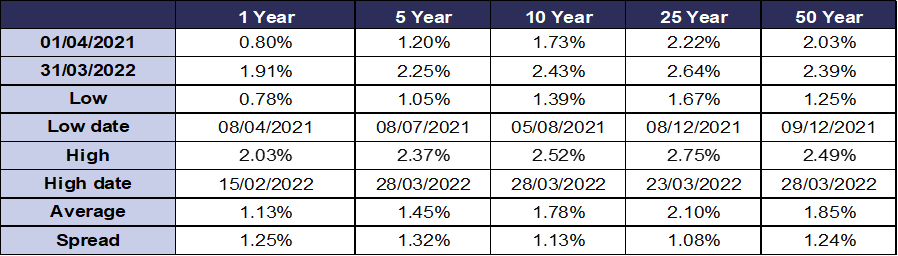 1 Year 5 Year 10 Year 25 Year 50 Year
01/04/2021 0.80% 1.20% 1.73% 2.22% 2.03%
31/03/2022 1.91% 2.25% 2.43% 2.64% 2.39%
Low 0.78% 1.05% 1.39% 1.67% 1.25%
Low date 08/04/2021 08/07/2021 05/08/2021 08/12/2021 09/12/2021
High 2.03% 2.37% 2.52% 2.75% 2.49%
High date 15/02/2022 28/03/2022 28/03/2022 23/03/2022 28/03/2022
Average 1.13% 1.45% 1.78% 2.10% 1.85%
Spread 1.25% 1.32% 1.13% 1.08% 1.24%